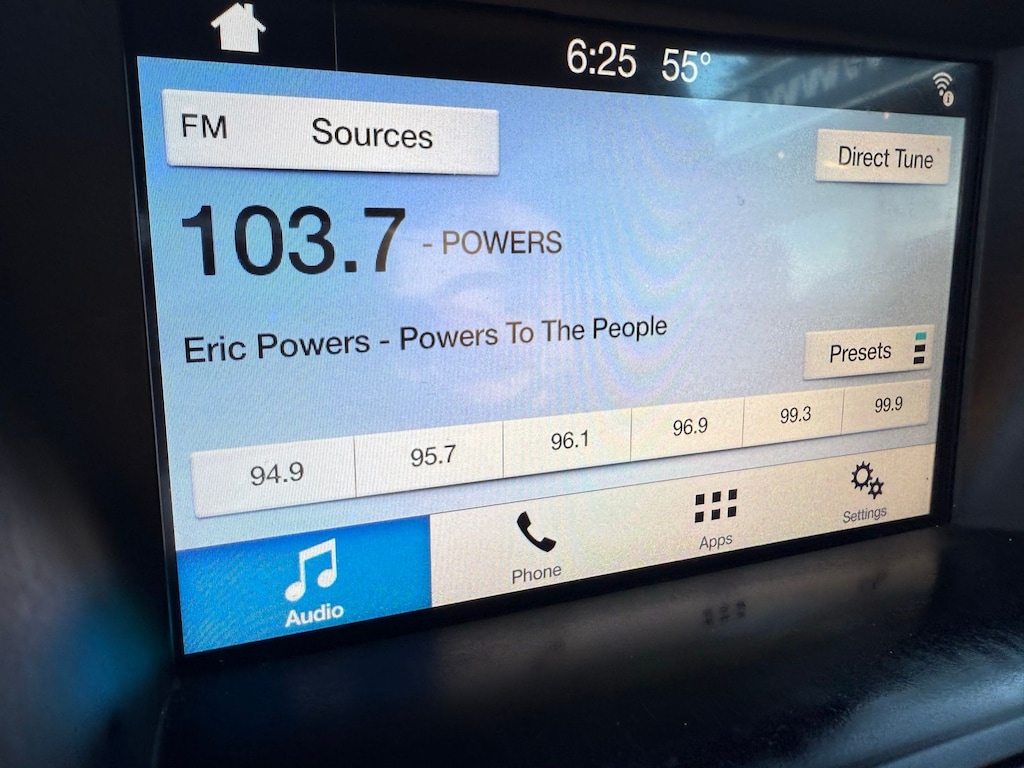 6:25 55°
FM Sources
Direct Tune
103.7 - POWERS
Eric Powers - Powers To The People
Presets
94.9 95.7 96.1 96.9 99.3 99.9
Audio Phone Apps Settings